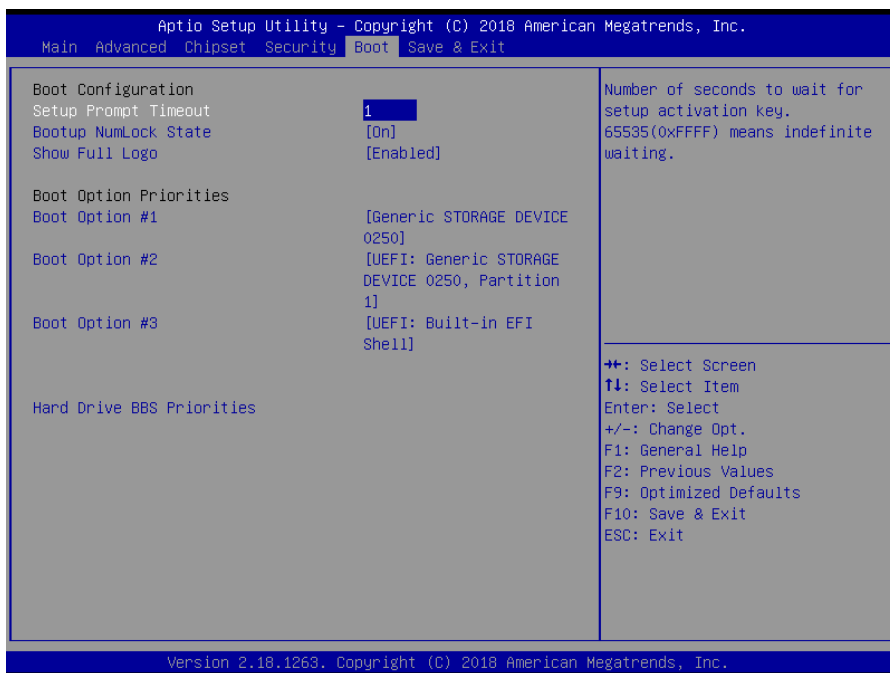 Aptio Setup Utility – Copyright (C) 2018 American Megatrends, Inc.
Main Advanced Chipset Security Boot Save & Exit
Boot Configuration
Setup Prompt Timeout 1
Bootup NumLock State [On]
Show Full Logo [Enabled]
Boot Option Priorities
Boot Option #1 [Generic STORAGE DEVICE
0250]
Boot Option #2 [UEFI: Generic STORAGE
DEVICE 0250, Partition
1]
Boot Option #3 [UEFI: Built-in EFI
Shell]
Hard Drive BBS Priorities
Number of seconds to wait for
setup activation key.
65535(0xFFFF) means indefinite
waiting.
→←: Select Screen
↑↓: Select Item
Enter: Select
+/-: Change Opt.
F1: General Help
F2: Previous Values
F9: Optimized Defaults
F10: Save & Exit
ESC: Exit
Version 2.18.1263. Copyright (C) 2018 American Megatrends, Inc.